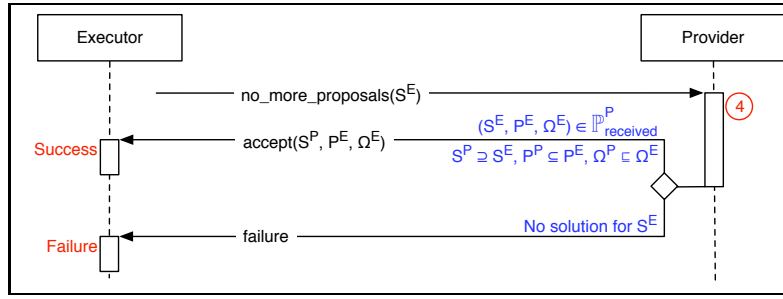 Executor
Provider
no_more_proposals(S^E)
4
(S^E, P^E, Ω^E) ∈ ℙ^P_received
accept(S^P, P^E, Ω^E)
Success
S^P ⊇ S^E, P^P ⊆ P^E, Ω^P ⊑ Ω^E
No solution for S^E
failure
Failure